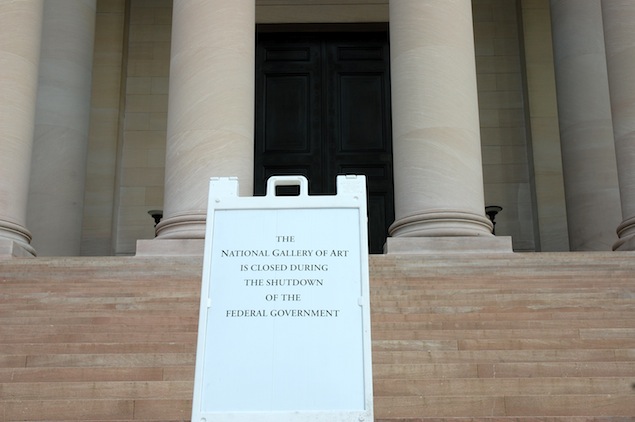 THE
NATIONAL GALLERY OF ART
IS CLOSED DURING
THE SHUTDOWN
OF THE
FEDERAL GOVERNMENT